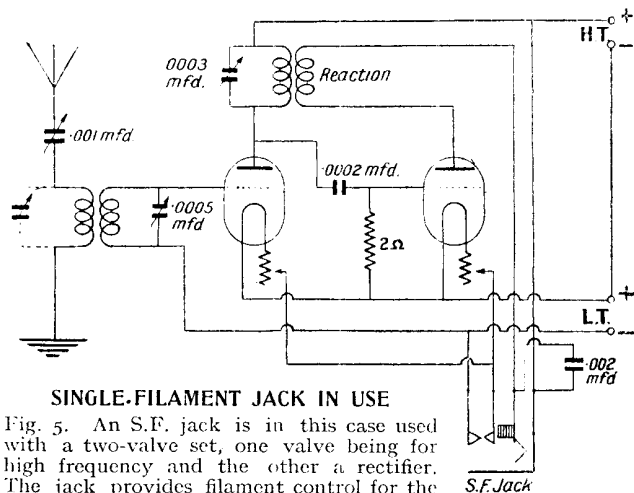 +
H.T.
−
.0003
mfd.
Reaction
.001 mfd.
.0002 mfd.
.0005
mfd
2Ω
+
L.T.
−
.002
mfd
SINGLE-FILAMENT JACK IN USE
Fig. 5. An S.F. jack is in this case used
with a two-valve set, one valve being for
high frequency and the other a rectifier.
The jack provides filament control for the
S.F. Jack